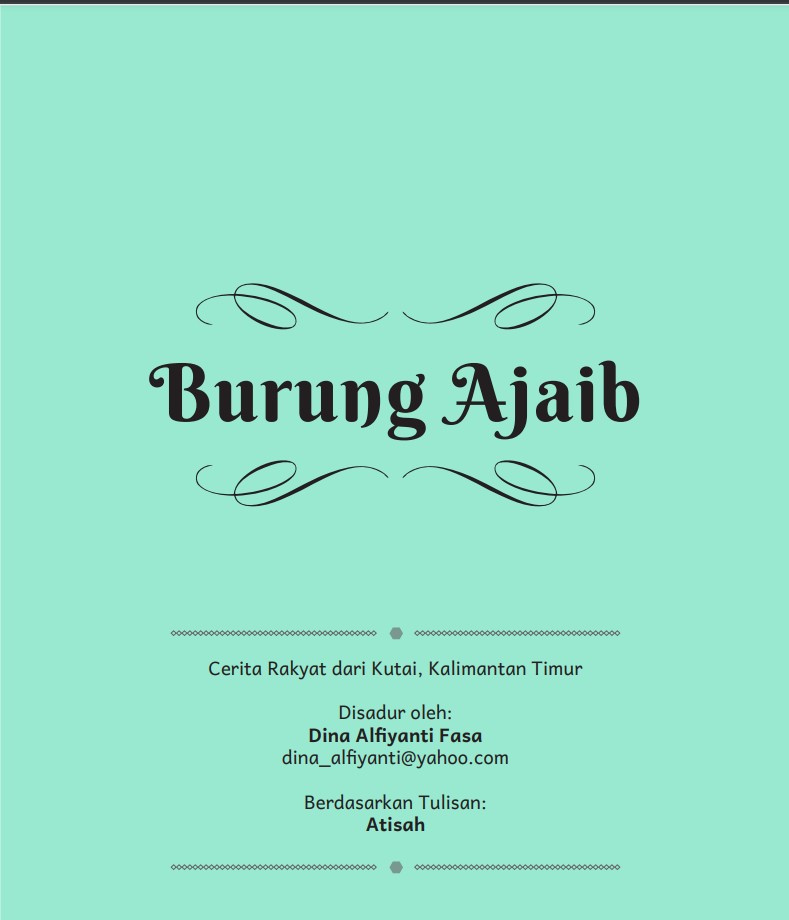 Burung Ajaib
Cerita Rakyat dari Kutai, Kalimantan Timur
Disadur oleh:
Dina Alfiyanti Fasa
dina_alfiyanti@yahoo.com
Berdasarkan Tulisan:
Atisah